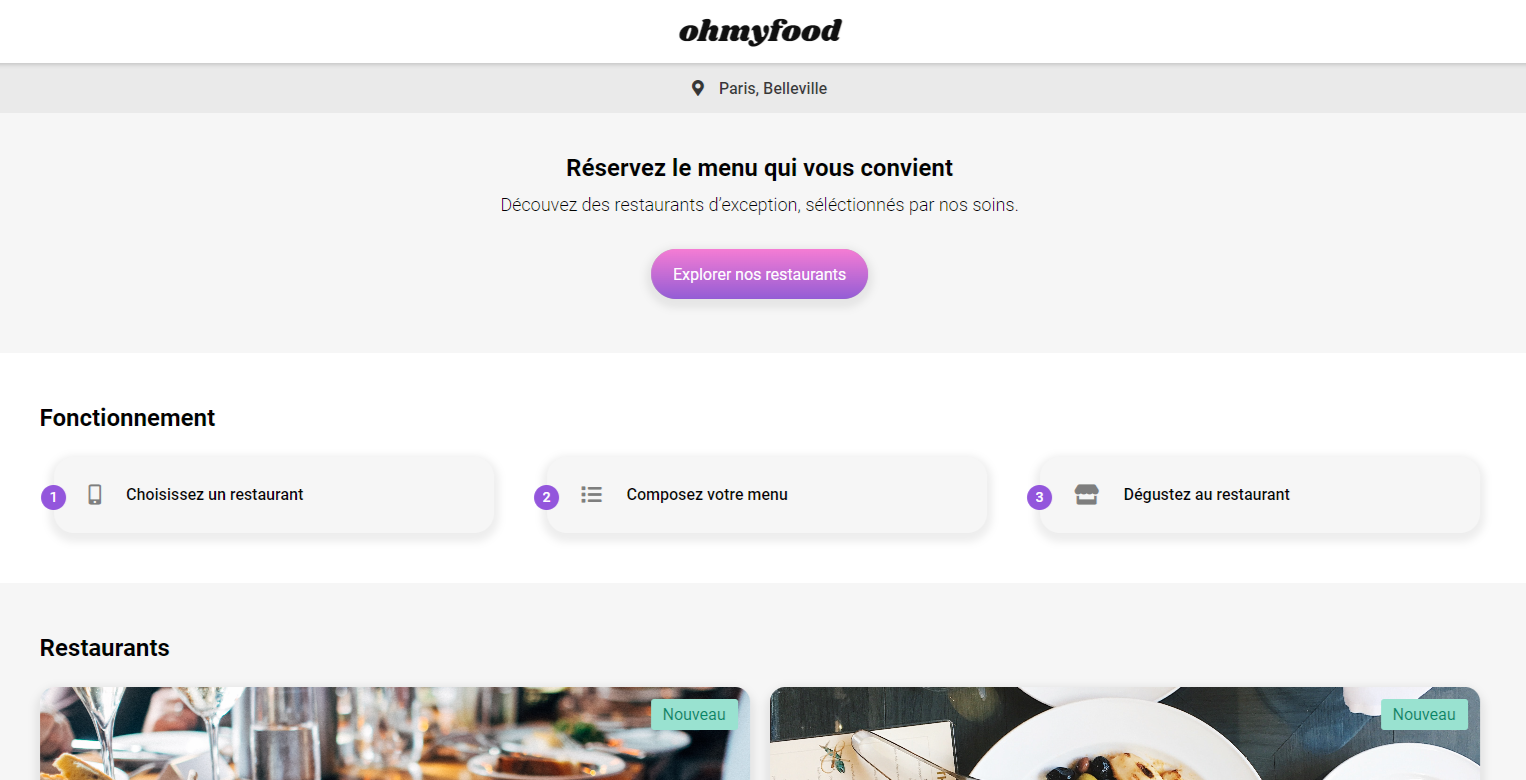 ohmyfood
Paris, Belleville
Réservez le menu qui vous convient
Découvez des restaurants d’exception, séléctionnés par nos soins.
Explorer nos restaurants
Fonctionnement
1 Choisissez un restaurant
2 Composez votre menu
3 Dégustez au restaurant
Restaurants
Nouveau
Nouveau